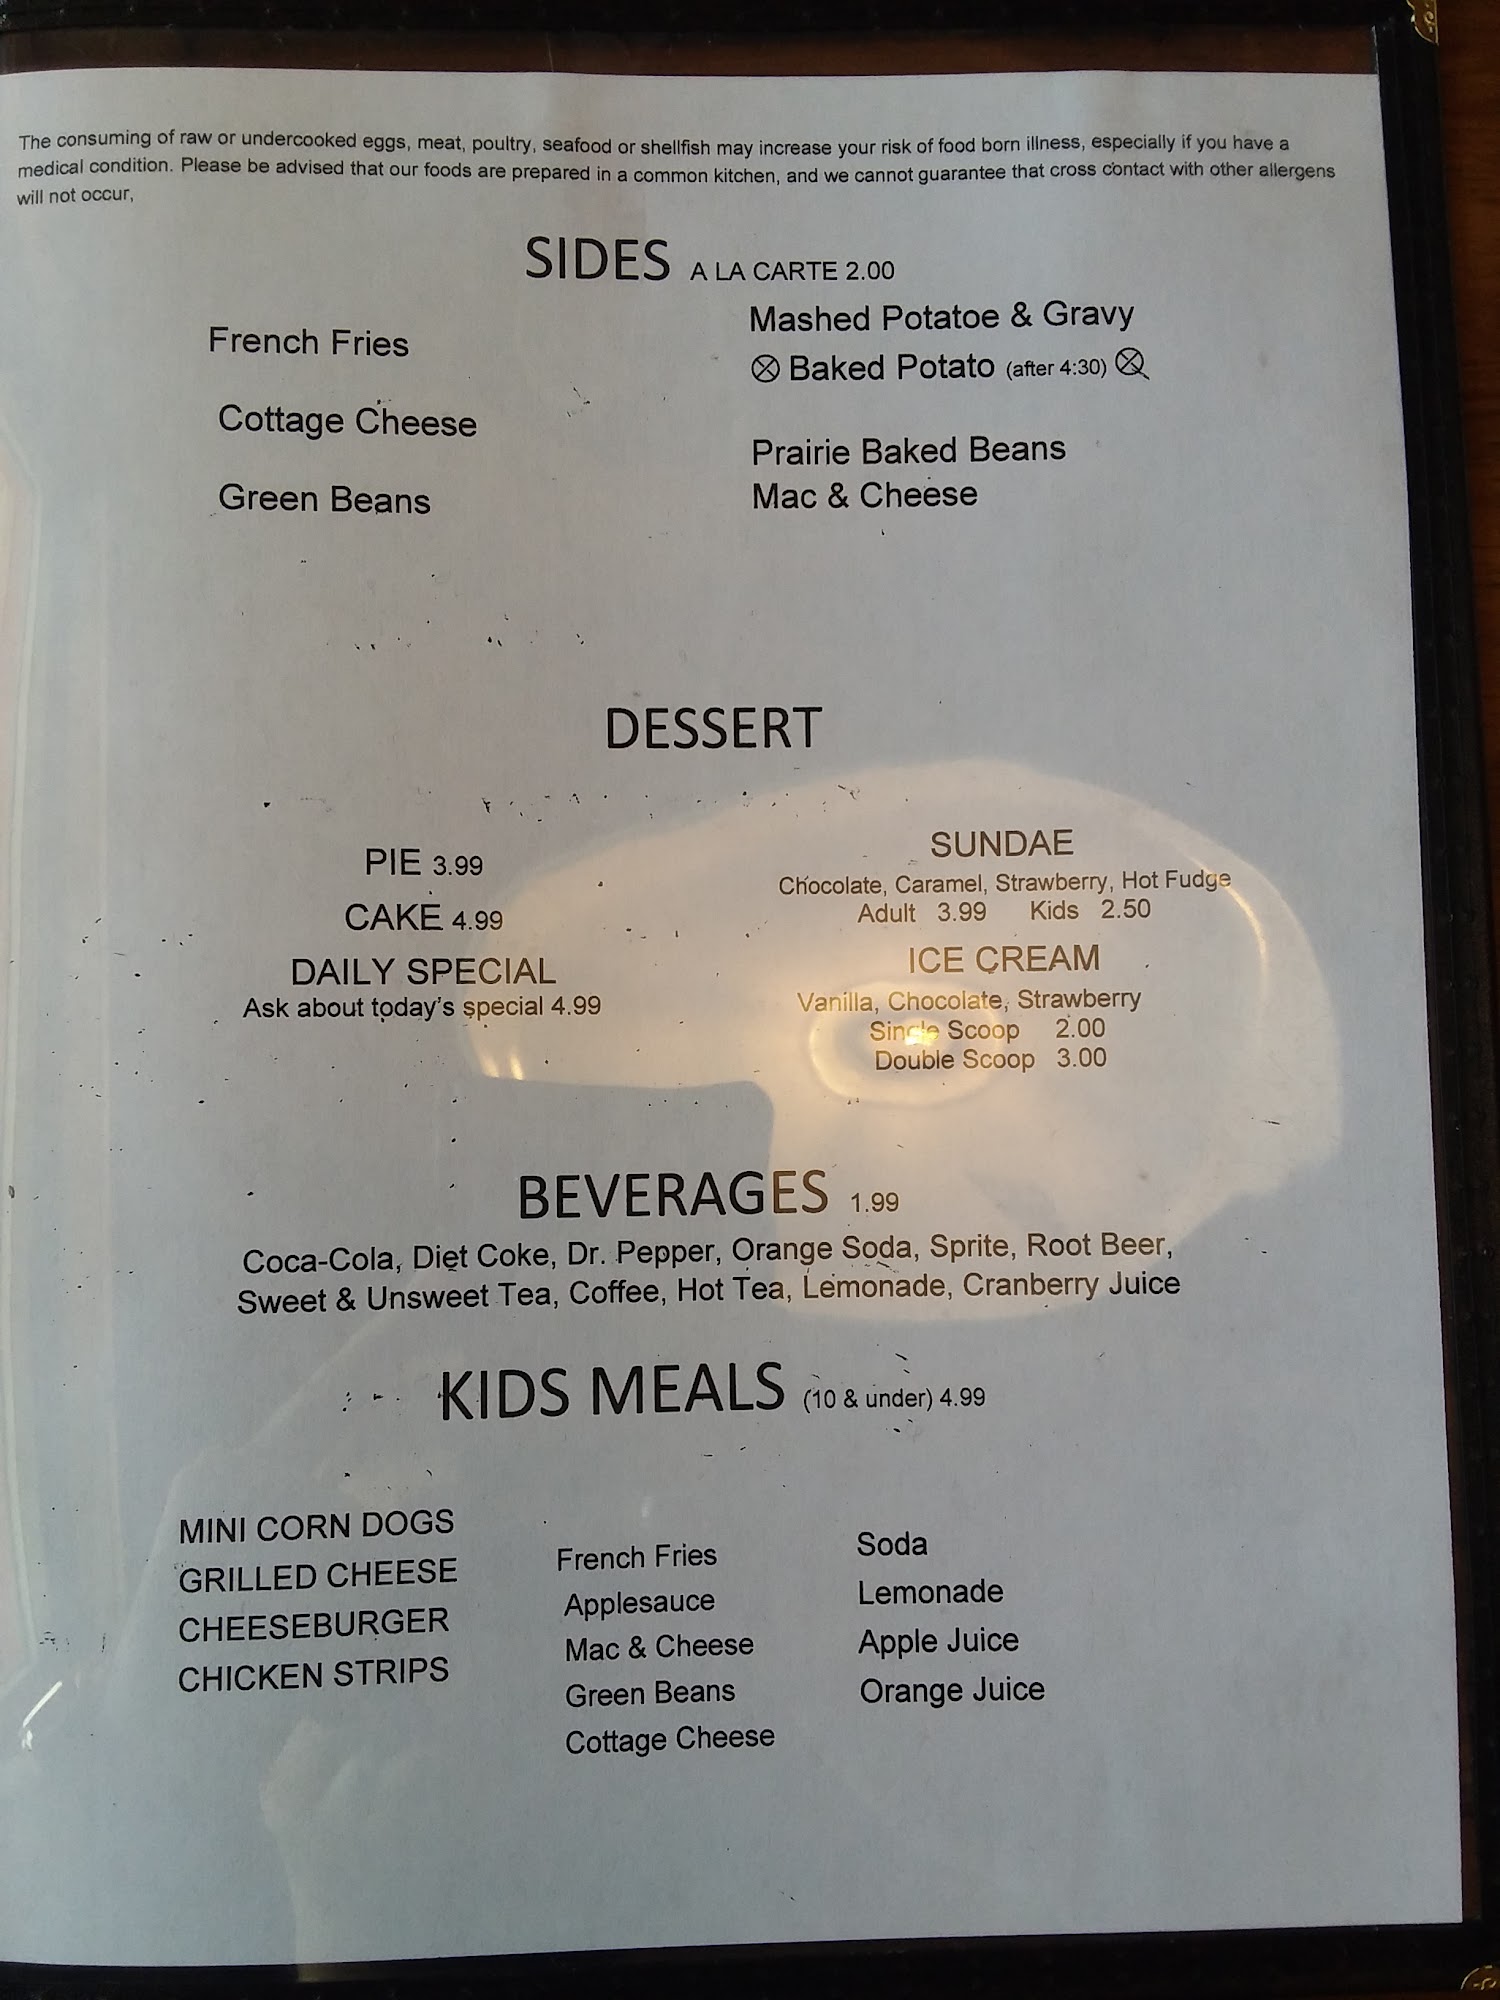 The consuming of raw or undercooked eggs, meat, poultry, seafood or shellfish may increase your risk of food born illness, especially if you have a
medical condition. Please be advised that our foods are prepared in a common kitchen, and we cannot guarantee that cross contact with other allergens
will not occur,
SIDES A LA CARTE 2.00
French Fries
Cottage Cheese
Green Beans
Mashed Potatoe & Gravy
Baked Potato (after 4:30)
Prairie Baked Beans
Mac & Cheese
DESSERT
PIE 3.99
CAKE 4.99
DAILY SPECIAL
Ask about today's special 4.99
SUNDAE
Chocolate, Caramel, Strawberry, Hot Fudge
Adult 3.99 Kids 2.50
ICE CREAM
Vanilla, Chocolate, Strawberry
Single Scoop 2.00
Double Scoop 3.00
BEVERAGES 1.99
Coca-Cola, Diet Coke, Dr. Pepper, Orange Soda, Sprite, Root Beer,
Sweet & Unsweet Tea, Coffee, Hot Tea, Lemonade, Cranberry Juice
KIDS MEALS (10 & under) 4.99
MINI CORN DOGS
GRILLED CHEESE
CHEESEBURGER
CHICKEN STRIPS
French Fries
Applesauce
Mac & Cheese
Green Beans
Cottage Cheese
Soda
Lemonade
Apple Juice
Orange Juice